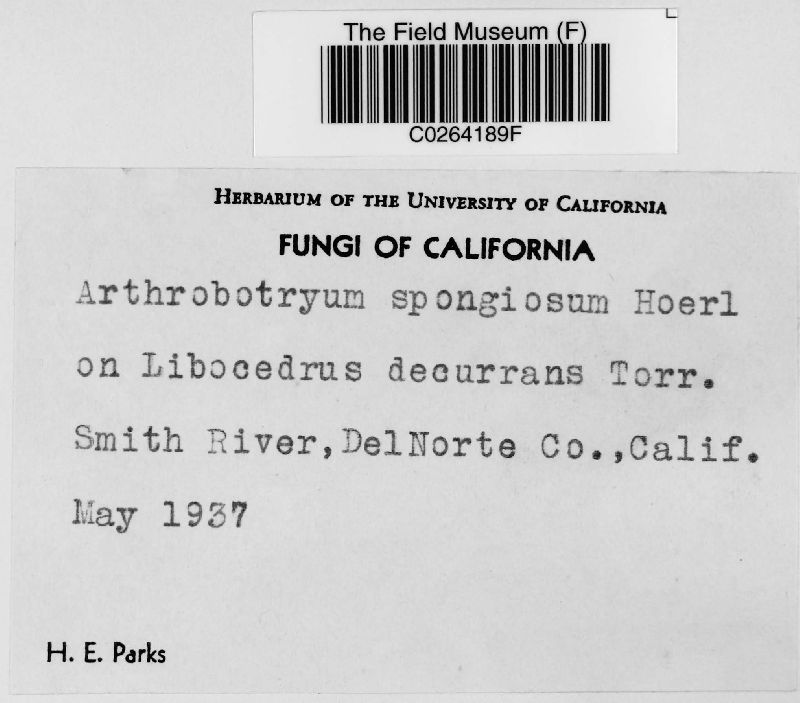 The Field Museum (F)
C0264189F
HERBARIUM OF THE UNIVERSITY OF CALIFORNIA
FUNGI OF CALIFORNIA
Arthrobotryum spongiosum Hoerl
on Libocedrus decurrans Torr.
Smith River,DelNorte Co.,Calif.
May 1937
H. E. Parks